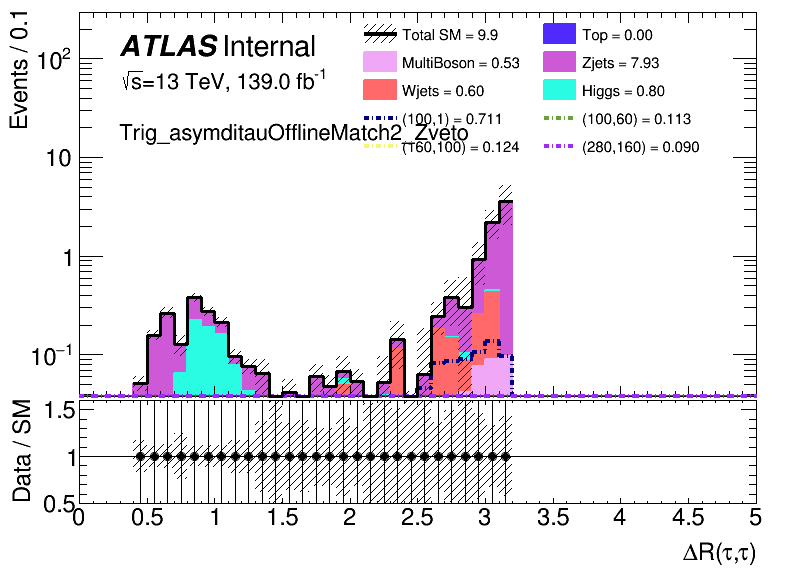 Events / 0.1
10²
10
1
10⁻¹
ATLAS Internal
√s=13 TeV, 139.0 fb⁻¹
Trig_asymditauOfflineMatch2_Zveto
Total SM = 9.9
Top = 0.00
MultiBoson = 0.53
Zjets = 7.93
Wjets = 0.60
Higgs = 0.80
(100,1) = 0.711
(100,60) = 0.113
(160,100) = 0.124
(280,160) = 0.090
Data / SM
1.5
1
0.5
0 0.5 1 1.5 2 2.5 3 3.5 4 4.5 5
ΔR(τ,τ)